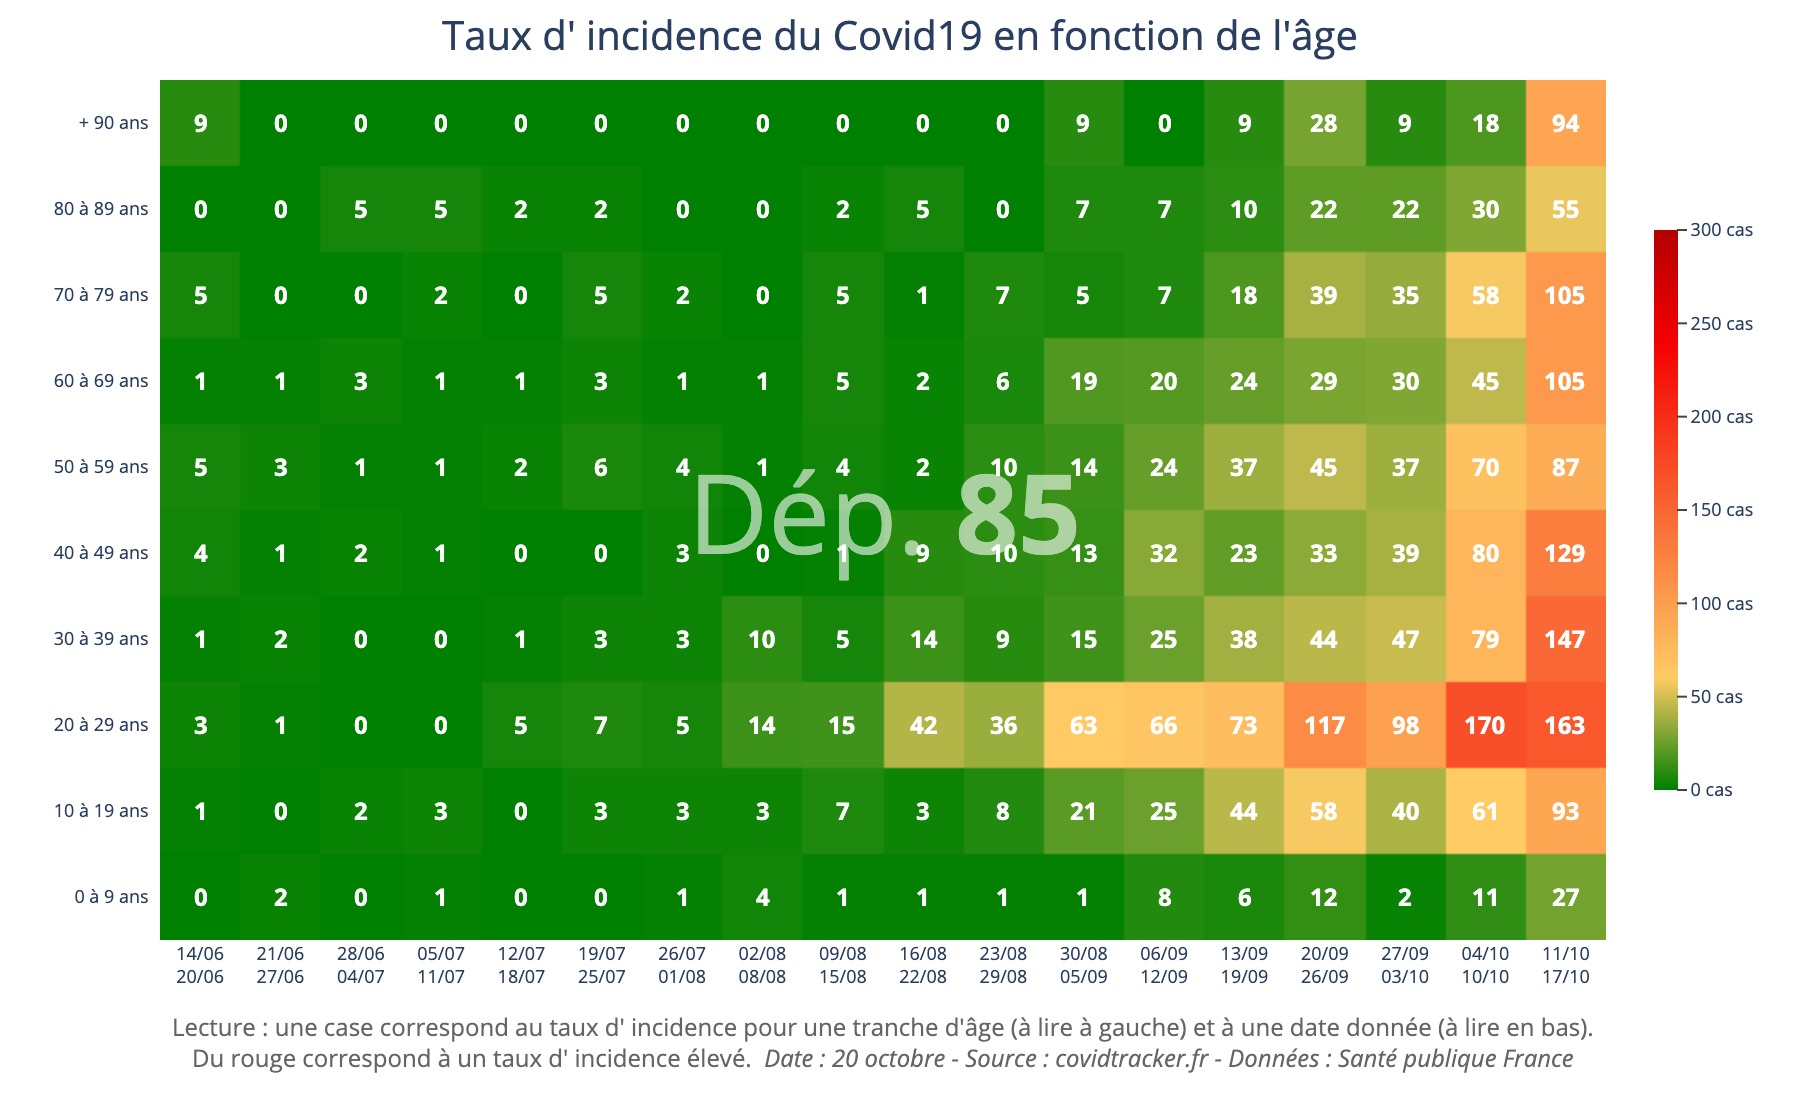 Taux d' incidence du Covid19 en fonction de l'âge
+ 90 ans 9 0 0 0 0 0 0 0 0 0 0 9 0 9 28 9 18 94
80 à 89 ans 0 0 5 5 2 2 0 0 2 5 0 7 7 10 22 22 30 55
70 à 79 ans 5 0 0 2 0 5 2 0 5 1 7 5 7 18 39 35 58 105
60 à 69 ans 1 1 3 1 1 3 1 1 5 2 6 19 20 24 29 30 45 105
50 à 59 ans 5 3 1 1 2 6 4 1 4 2 10 14 24 37 45 37 70 87
Dép. 85
40 à 49 ans 4 1 2 1 0 0 3 0 1 9 10 13 32 23 33 39 80 129
30 à 39 ans 1 2 0 0 1 3 3 10 5 14 9 15 25 38 44 47 79 147
20 à 29 ans 3 1 0 0 5 7 5 14 15 42 36 63 66 73 117 98 170 163
10 à 19 ans 1 0 2 3 0 3 3 3 7 3 8 21 25 44 58 40 61 93
0 à 9 ans 0 2 0 1 0 0 1 4 1 1 1 1 8 6 12 2 11 27
14/06 21/06 28/06 05/07 12/07 19/07 26/07 02/08 09/08 16/08 23/08 30/08 06/09 13/09 20/09 27/09 04/10 11/10
20/06 27/06 04/07 11/07 18/07 25/07 01/08 08/08 15/08 22/08 29/08 05/09 12/09 19/09 26/09 03/10 10/10 17/10
300 cas
250 cas
200 cas
150 cas
100 cas
50 cas
0 cas
Lecture : une case correspond au taux d' incidence pour une tranche d'âge (à lire à gauche) et à une date donnée (à lire en bas).
Du rouge correspond à un taux d' incidence élevé. Date : 20 octobre - Source : covidtracker.fr - Données : Santé publique France